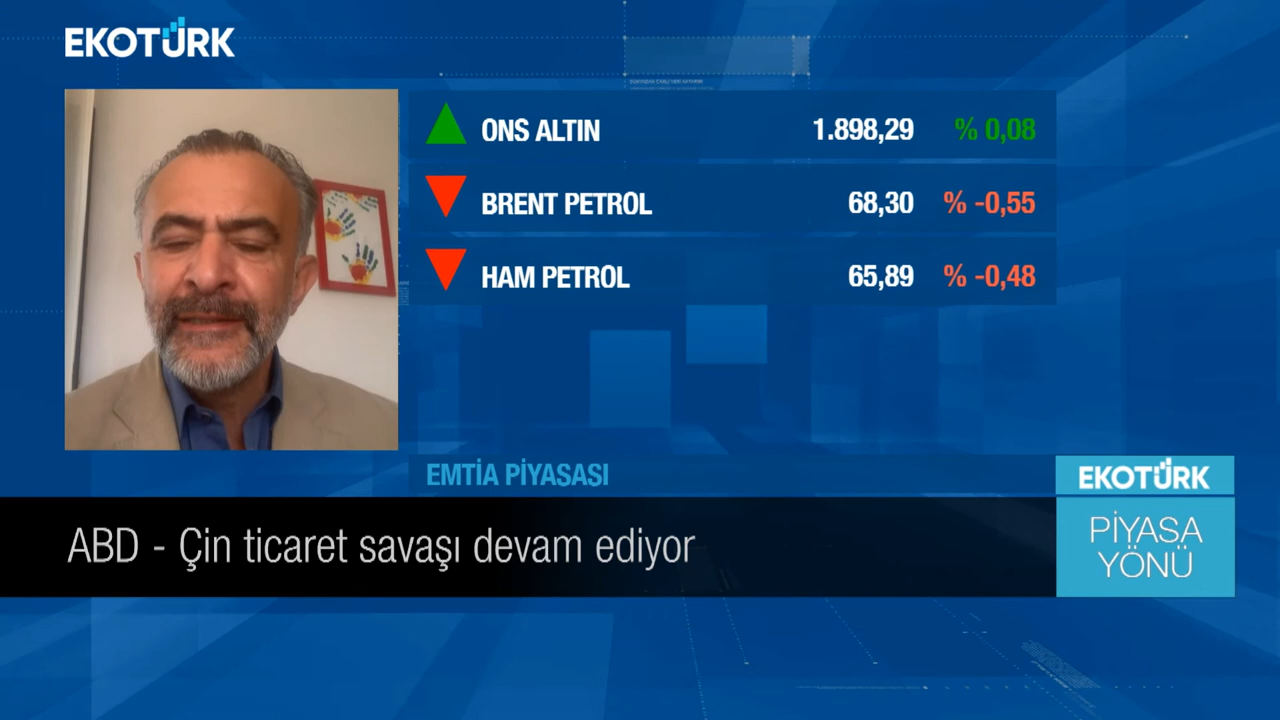 EKOTÜRK
ONS ALTIN 1.898,29 % 0,08
BRENT PETROL 68,30 % -0,55
HAM PETROL 65,89 % -0,48
EMTİA PİYASASI
EKOTÜRK
ABD - Çin ticaret savaşı devam ediyor
PİYASA
YÖNÜ